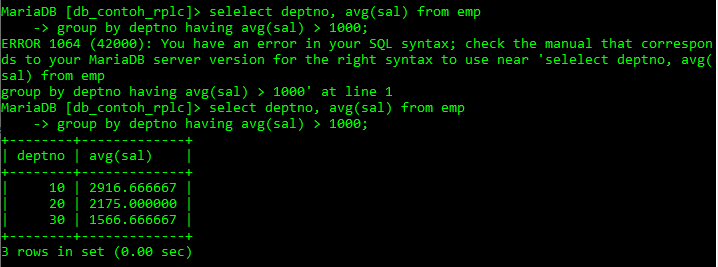 MariaDB [db_contoh_rplc]> selelect deptno, avg(sal) from emp
    -> group by deptno having avg(sal) > 1000;
ERROR 1064 (42000): You have an error in your SQL syntax; check the manual that correspon
ds to your MariaDB server version for the right syntax to use near 'selelect deptno, avg(
sal) from emp
group by deptno having avg(sal) > 1000' at line 1
MariaDB [db_contoh_rplc]> select deptno, avg(sal) from emp
    -> group by deptno having avg(sal) > 1000;
+--------+-------------+
| deptno | avg(sal)    |
+--------+-------------+
|     10 | 2916.666667 |
|     20 | 2175.000000 |
|     30 | 1566.666667 |
+--------+-------------+
3 rows in set (0.00 sec)